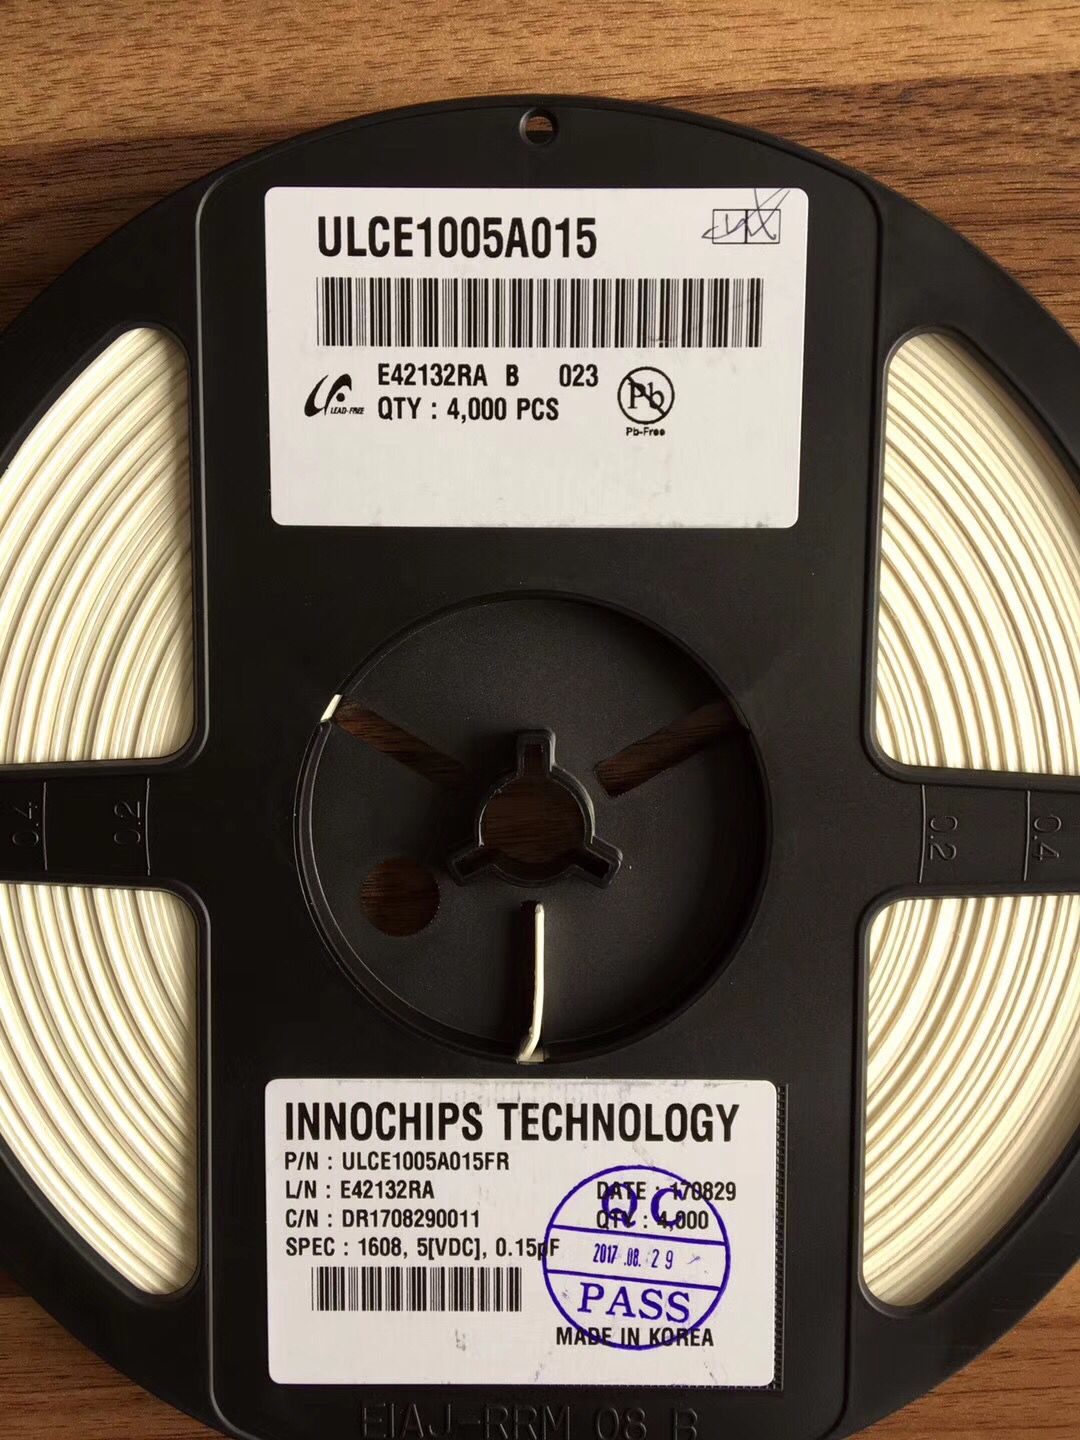 ULCE1005A015
E42132RA B 023
LEAD-FREE QTY : 4,000 PCS
Pb
Pb-Free
0.4 0.2
0.2 0.4
INNOCHIPS TECHNOLOGY
P/N : ULCE1005A015FR
L/N : E42132RA DATE : 170829
C/N : DR1708290011 QTY : 4,000
SPEC : 1608, 5[VDC], 0.15pF
QC
2017.08.29
PASS
MADE IN KOREA
EIAJ-RRM 08 B